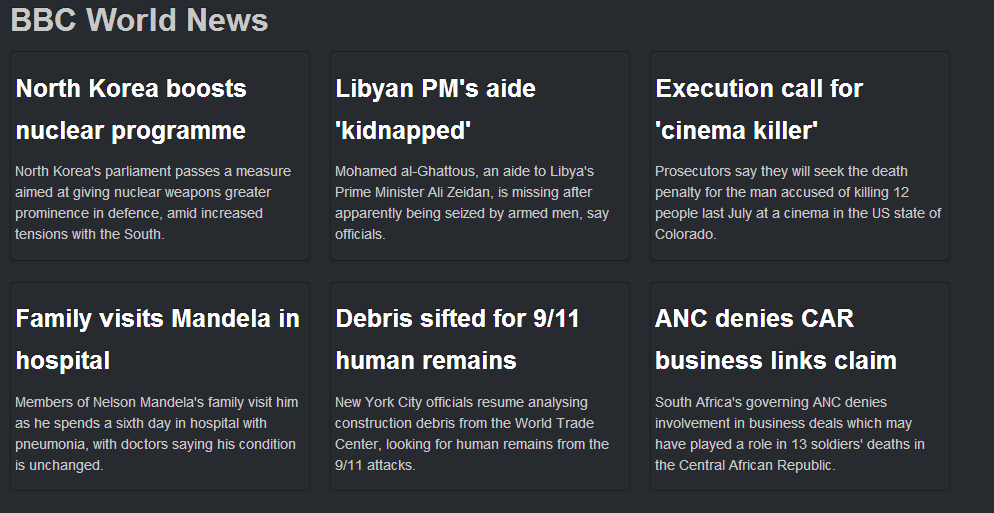 BBC World News
North Korea boosts
nuclear programme
North Korea's parliament passes a measure
aimed at giving nuclear weapons greater
prominence in defence, amid increased
tensions with the South.
Libyan PM's aide
'kidnapped'
Mohamed al-Ghattous, an aide to Libya's
Prime Minister Ali Zeidan, is missing after
apparently being seized by armed men, say
officials.
Execution call for
'cinema killer'
Prosecutors say they will seek the death
penalty for the man accused of killing 12
people last July at a cinema in the US state of
Colorado.
Family visits Mandela in
hospital
Members of Nelson Mandela's family visit him
as he spends a sixth day in hospital with
pneumonia, with doctors saying his condition
is unchanged.
Debris sifted for 9/11
human remains
New York City officials resume analysing
construction debris from the World Trade
Center, looking for human remains from the
9/11 attacks.
ANC denies CAR
business links claim
South Africa's governing ANC denies
involvement in business deals which may
have played a role in 13 soldiers' deaths in
the Central African Republic.